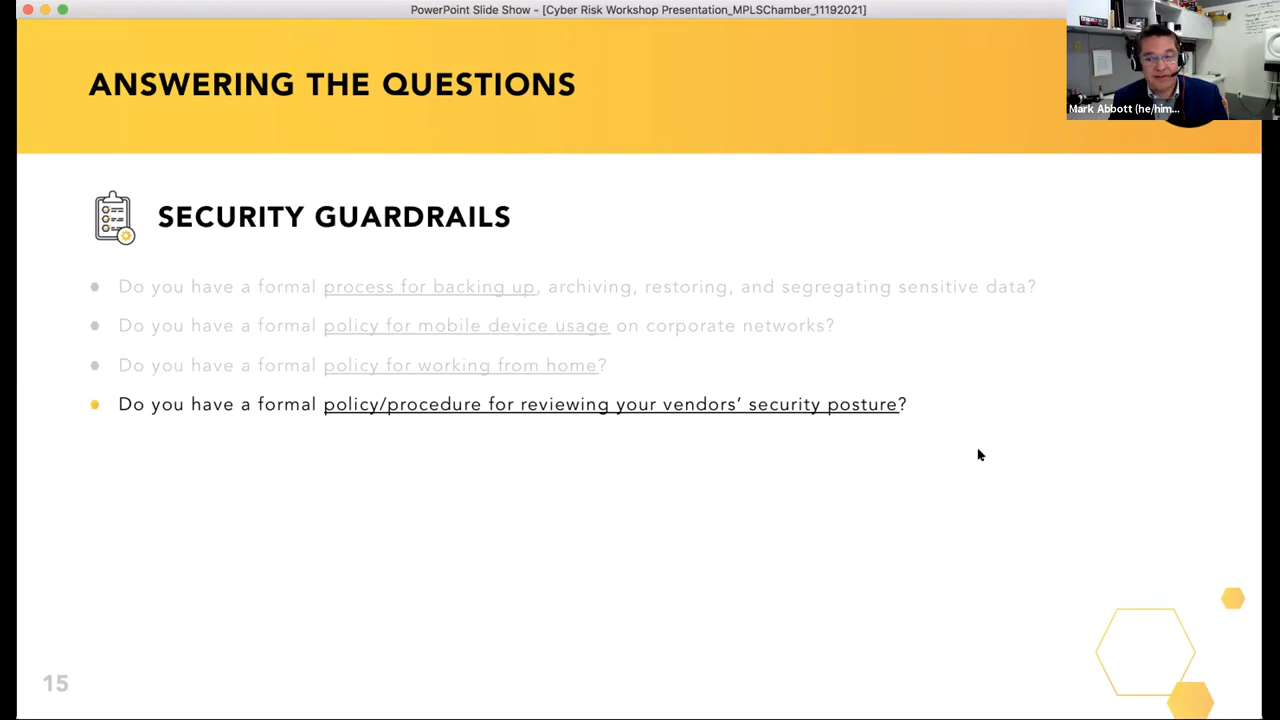 PowerPoint Slide Show - [Cyber Risk Workshop Presentation_MPLSChamber_11192021]
ANSWERING THE QUESTIONS
Mark Abbott (he/him...
SECURITY GUARDRAILS
Do you have a formal process for backing up, archiving, restoring, and segregating sensitive data?
Do you have a formal policy for mobile device usage on corporate networks?
Do you have a formal policy for working from home?
Do you have a formal policy/procedure for reviewing your vendors’ security posture?
15